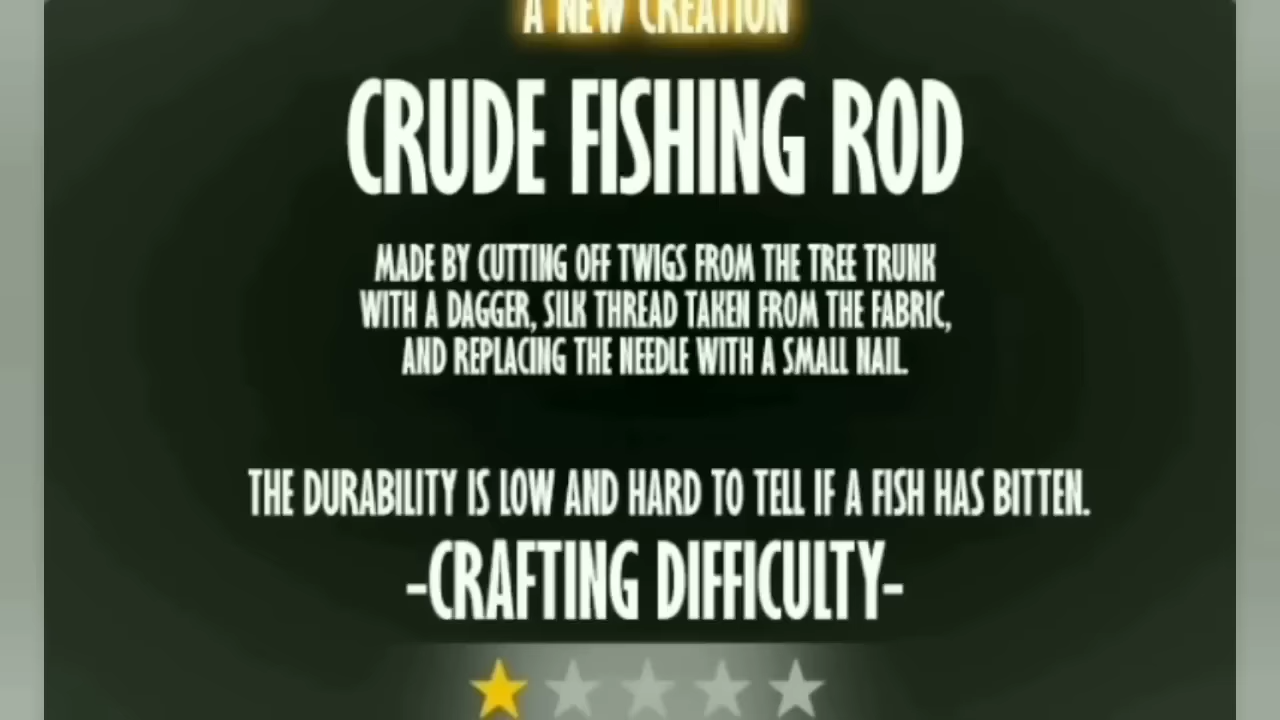 A NEW CREATION
CRUDE FISHING ROD
MADE BY CUTTING OFF TWIGS FROM THE TREE TRUNK
WITH A DAGGER, SILK THREAD TAKEN FROM THE FABRIC,
AND REPLACING THE NEEDLE WITH A SMALL NAIL.
THE DURABILITY IS LOW AND HARD TO TELL IF A FISH HAS BITTEN.
-CRAFTING DIFFICULTY-